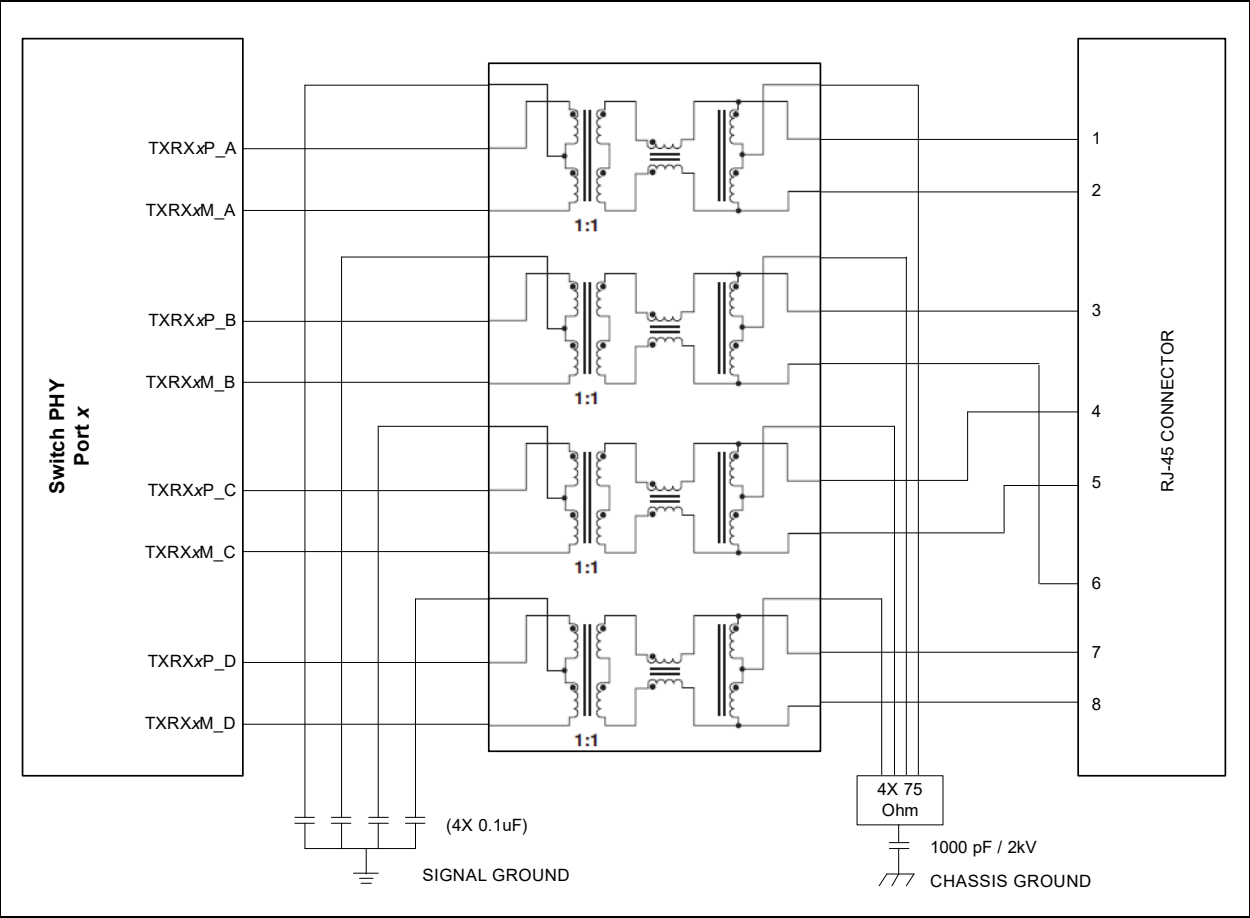 Switch PHY
Port x
TXRXxP_A
TXRXxM_A
TXRXxP_B
TXRXxM_B
TXRXxP_C
TXRXxM_C
TXRXxP_D
TXRXxM_D
1:1
1:1
1:1
1:1
1
2
3
4
5
6
7
8
RJ-45 CONNECTOR
(4X 0.1uF)
SIGNAL GROUND
4X 75
Ohm
1000 pF / 2kV
CHASSIS GROUND